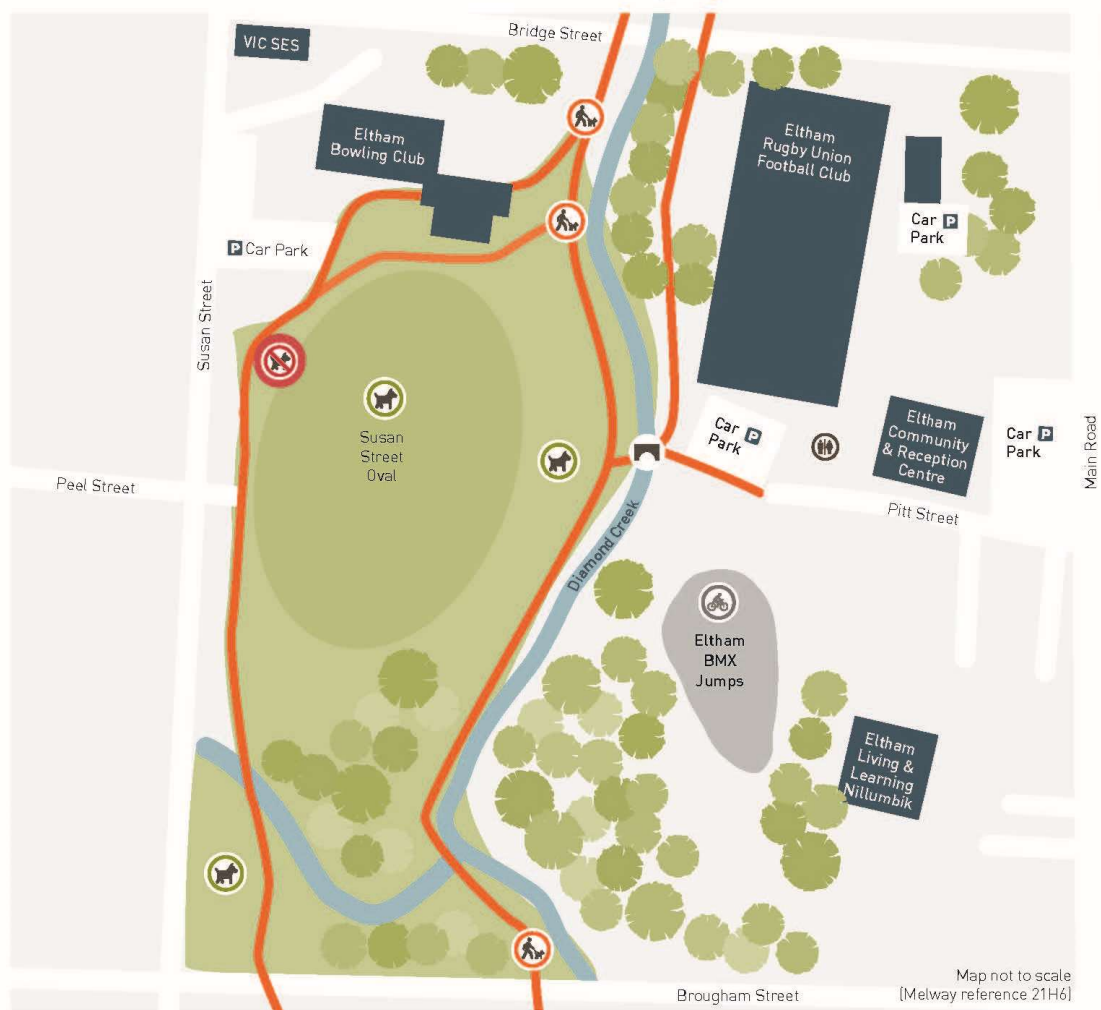 Bridge Street
VIC SES
Eltham
Bowling Club
Eltham
Rugby Union
Football Club
Car P
Park
P Car Park
Susan Street
Susan
Street
Oval
Car P
Park
Eltham
Community
& Reception
Centre
Car P
Park
Main Road
Peel Street
Pitt Street
Diamond Creek
Eltham
BMX
Jumps
Eltham
Living &
Learning
Nillumbik
Brougham Street
Map not to scale
(Melway reference 21H6)